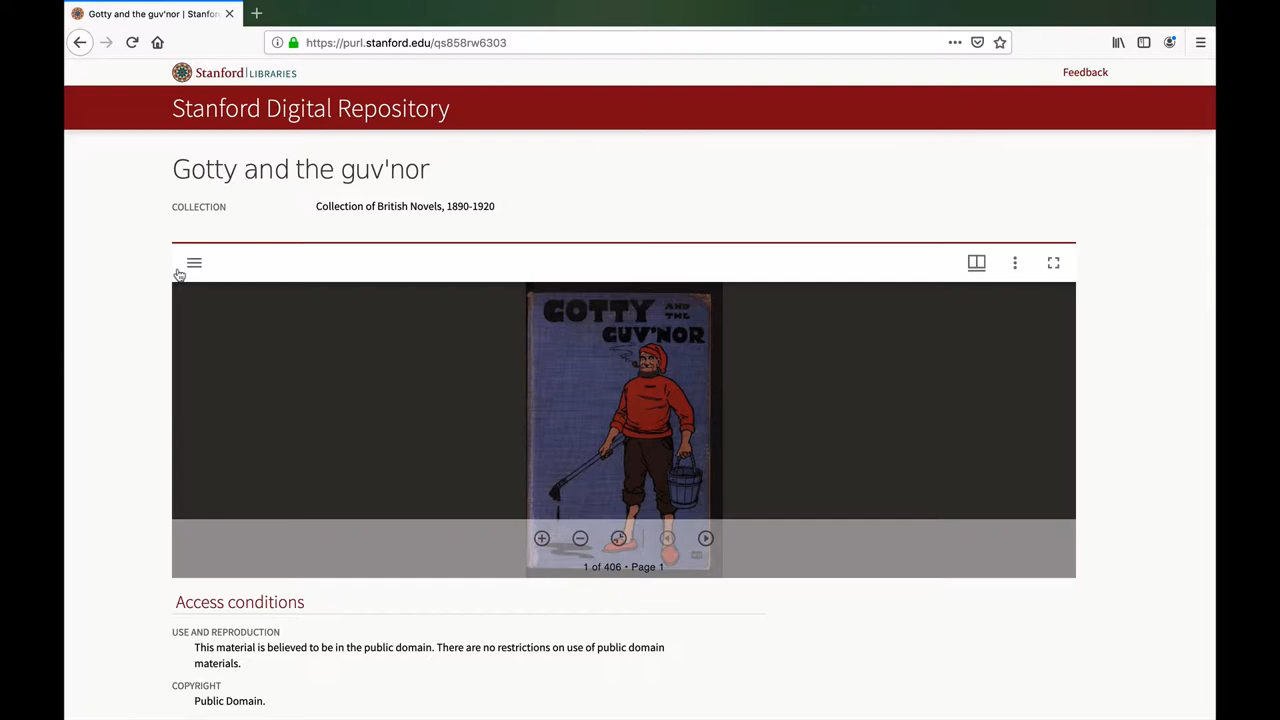 Gotty and the guv'nor | Stanfor
https://purl.stanford.edu/qs858rw6303
Stanford LIBRARIES
Feedback
Stanford Digital Repository
Gotty and the guv'nor
COLLECTION
Collection of British Novels, 1890-1920
GOTTY AND
THE
GUV'NOR
1 of 406 • Page 1
Access conditions
USE AND REPRODUCTION
This material is believed to be in the public domain. There are no restrictions on use of public domain
materials.
COPYRIGHT
Public Domain.